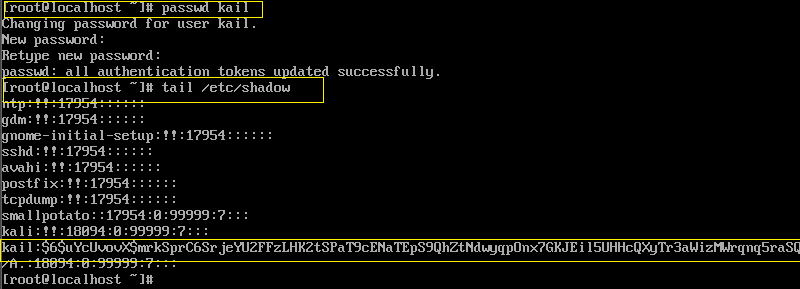 [root@localhost ~]# passwd kail
Changing password for user kail.
New password:
Retype new password:
passwd: all authentication tokens updated successfully.
[root@localhost ~]# tail /etc/shadow
ntp:!!:17954::::::
gdm:!!:17954::::::
gnome-initial-setup:!!:17954::::::
sshd:!!:17954::::::
avahi:!!:17954::::::
postfix:!!:17954::::::
tcpdump:!!:17954::::::
smallpotato::17954:0:99999:7:::
kali:!!:18094:0:99999:7:::
kail:$6$uYcUvovX$mrkSprC6SrjeYU2FFzLHK2tSPaT9cENaTEpS9QhZtNdwyqpOnx7GKJEil5UHHcQXyTr3aWizMWrqnq5raSQ
/A.:18094:0:99999:7:::
[root@localhost ~]#